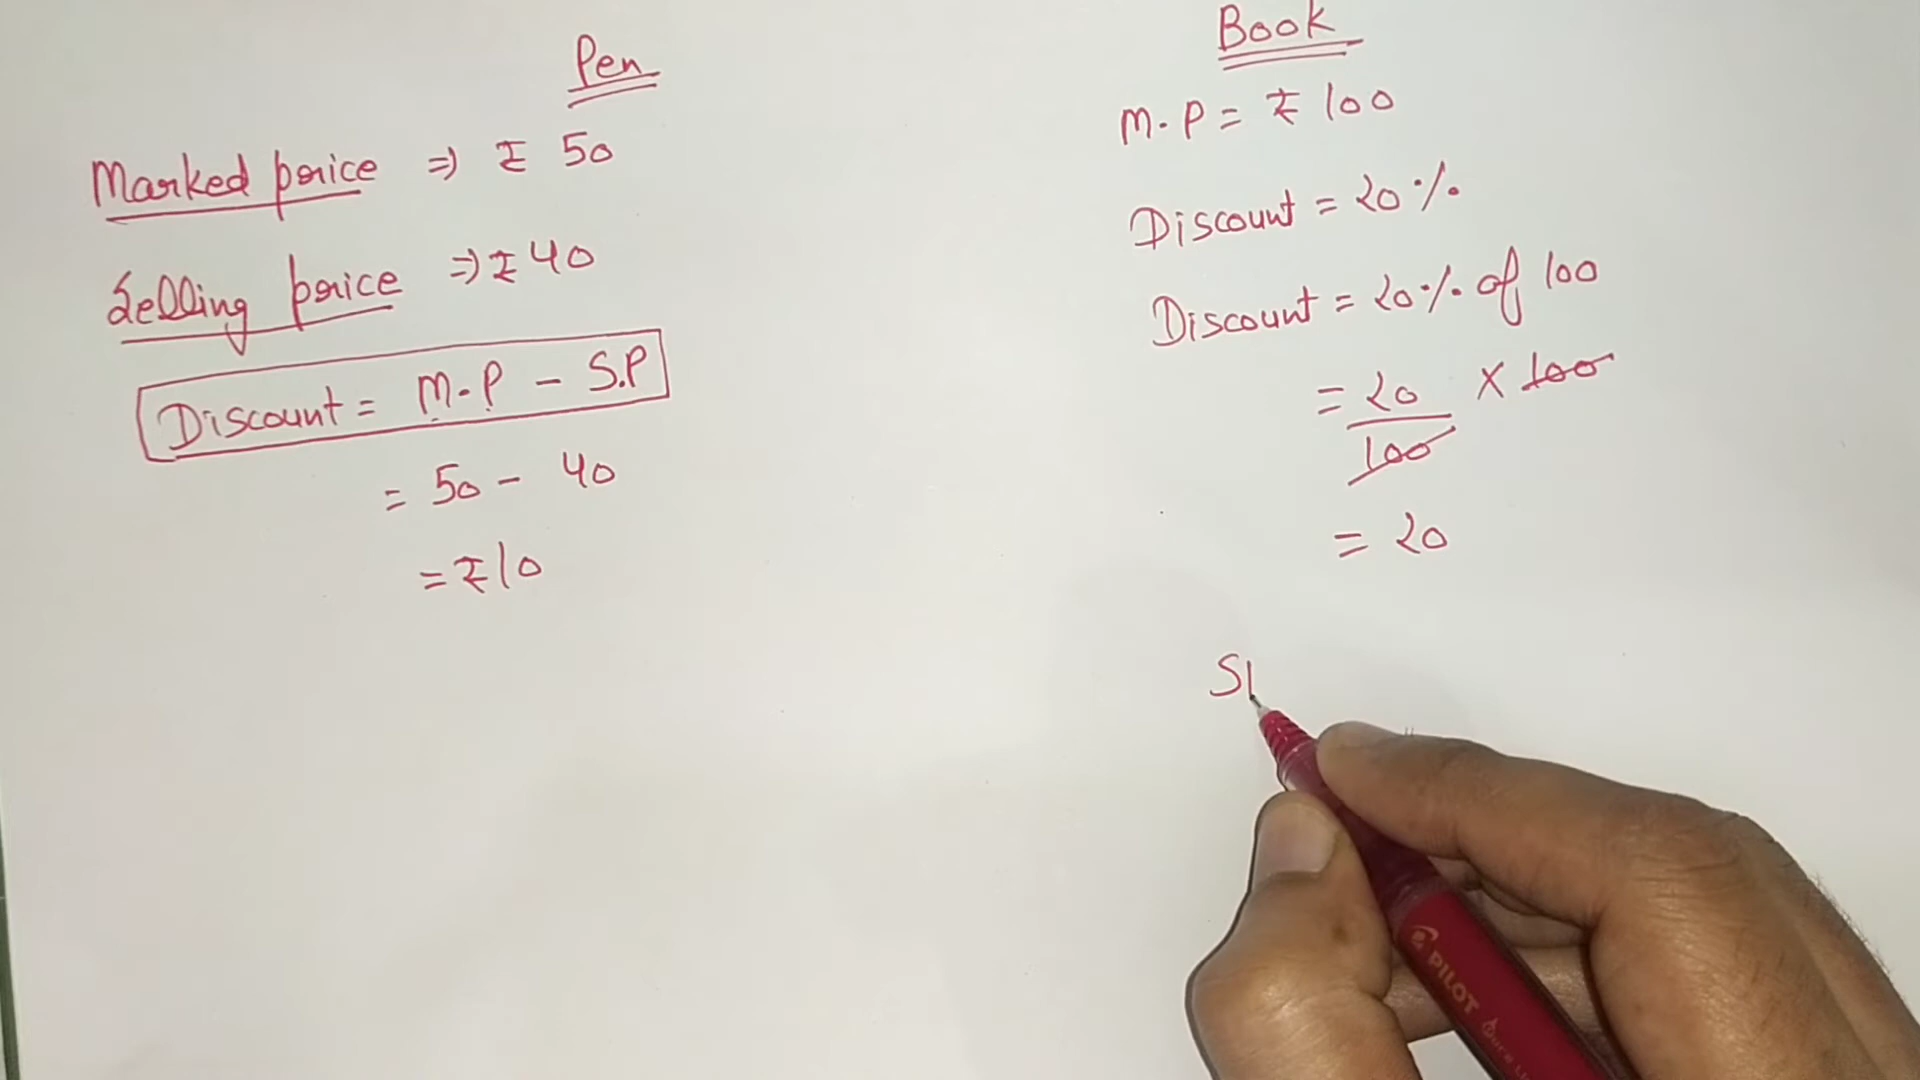 Pen
Marked price ⇒ ₹ 50
Selling price ⇒ ₹ 40
Discount = M.P - S.P
= 50 - 40
= ₹10
Book
M.P = ₹ 100
Discount = 20%
Discount = 20% of 100
= 20 × 100
100
= 20
S
PILOT